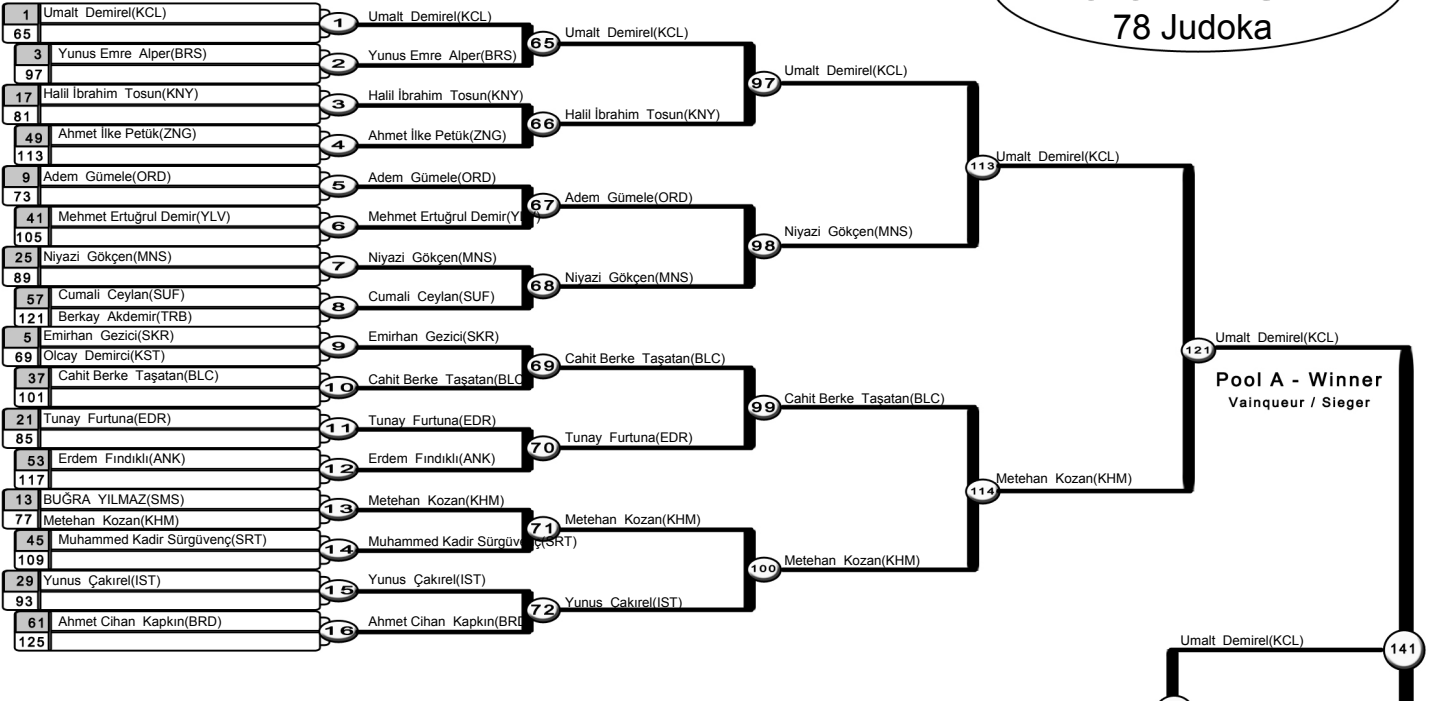 78 Judoka
1 Umalt Demirel(KCL)
65
3 Yunus Emre Alper(BRS)
97
17 Halil İbrahim Tosun(KNY)
81
49 Ahmet İlke Petük(ZNG)
113
9 Adem Gümele(ORD)
73
41 Mehmet Ertuğrul Demir(YLV)
105
25 Niyazi Gökçen(MNS)
89
57 Cumali Ceylan(SUF)
121 Berkay Akdemir(TRB)
5 Emirhan Gezici(SKR)
69 Olcay Demirci(KST)
37 Cahit Berke Taşatan(BLC)
101
21 Tunay Furtuna(EDR)
85
53 Erdem Fındıklı(ANK)
117
13 BUĞRA YILMAZ(SMS)
77 Metehan Kozan(KHM)
45 Muhammed Kadir Sürgüvenç(SRT)
109
29 Yunus Çakırel(IST)
93
61 Ahmet Cihan Kapkın(BRD)
125
1 Umalt Demirel(KCL)
2 Yunus Emre Alper(BRS)
3 Halil İbrahim Tosun(KNY)
4 Ahmet İlke Petük(ZNG)
5 Adem Gümele(ORD)
6 Mehmet Ertuğrul Demir(YLV)
7 Niyazi Gökçen(MNS)
8 Cumali Ceylan(SUF)
9 Emirhan Gezici(SKR)
10 Cahit Berke Taşatan(BLC
11 Tunay Furtuna(EDR)
12 Erdem Fındıklı(ANK)
13 Metehan Kozan(KHM)
14 Muhammed Kadir Sürgüvenç(SRT)
15 Yunus Çakırel(IST)
16 Ahmet Cihan Kapkın(BRD
65 Umalt Demirel(KCL)
66 Halil İbrahim Tosun(KNY)
67 Adem Gümele(ORD)
68 Niyazi Gökçen(MNS)
69 Cahit Berke Taşatan(BLC)
70 Tunay Furtuna(EDR)
71 Metehan Kozan(KHM)
72 Yunus Çakırel(IST)
97 Umalt Demirel(KCL)
98 Niyazi Gökçen(MNS)
99 Cahit Berke Taşatan(BLC)
100 Metehan Kozan(KHM)
113 Umalt Demirel(KCL)
114 Metehan Kozan(KHM)
121 Umalt Demirel(KCL)
Pool A - Winner
Vainqueur / Sieger
Umalt Demirel(KCL)
141